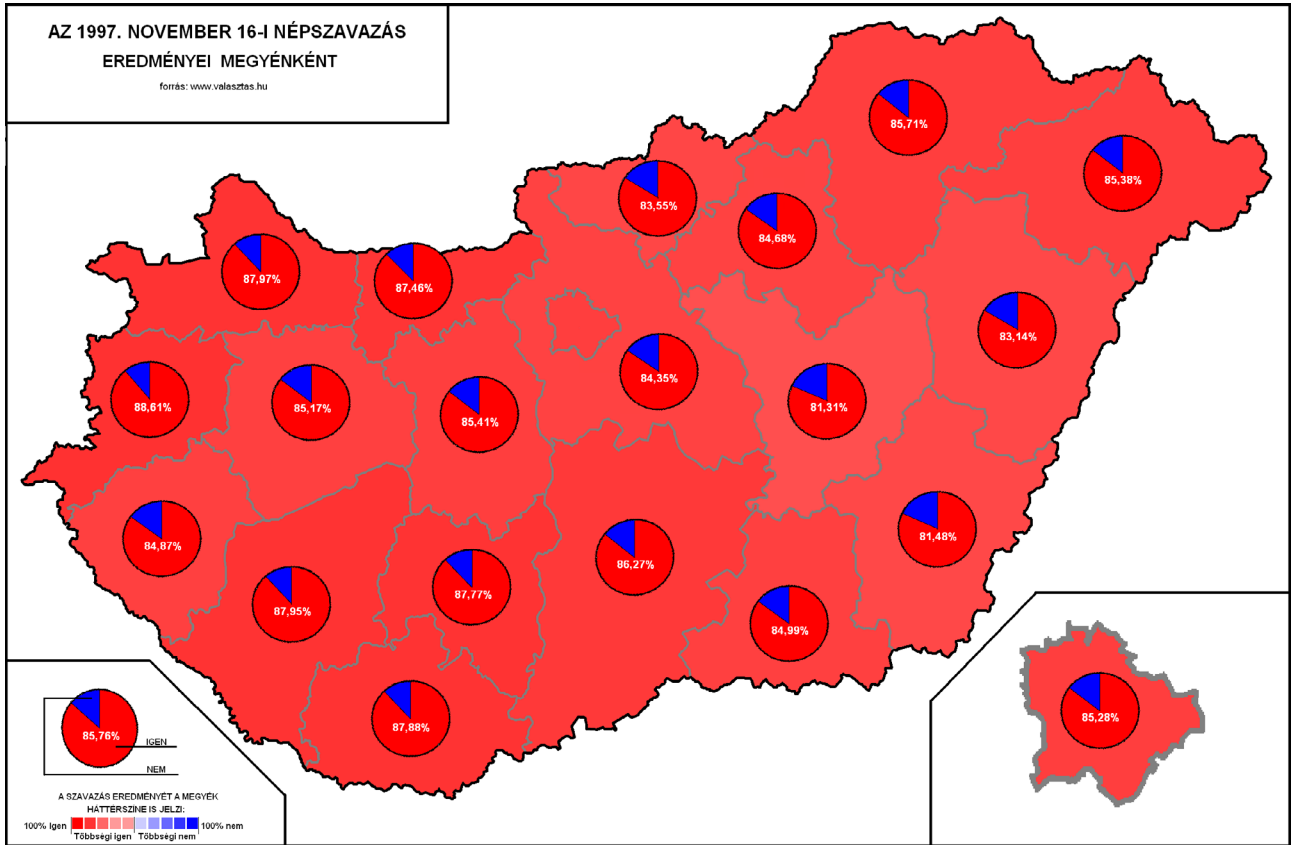 AZ 1997. NOVEMBER 16-I NÉPSZAVAZÁS
EREDMÉNYEI MEGYÉNKÉNT
forrás: www.valasztas.hu
85,71%
85,38%
83,55%
84,68%
87,97%
87,46%
83,14%
84,35%
81,31%
88,61%
85,17%
85,41%
81,48%
84,87%
86,27%
87,77%
87,95%
84,99%
87,88%
85,28%
85,76%
IGEN
NEM
A SZAVAZÁS EREDMÉNYÉT A MEGYÉK
HÁTTÉRSZÍNE IS JELZI:
100% Igen 100% nem
Többségi igen Többségi nem